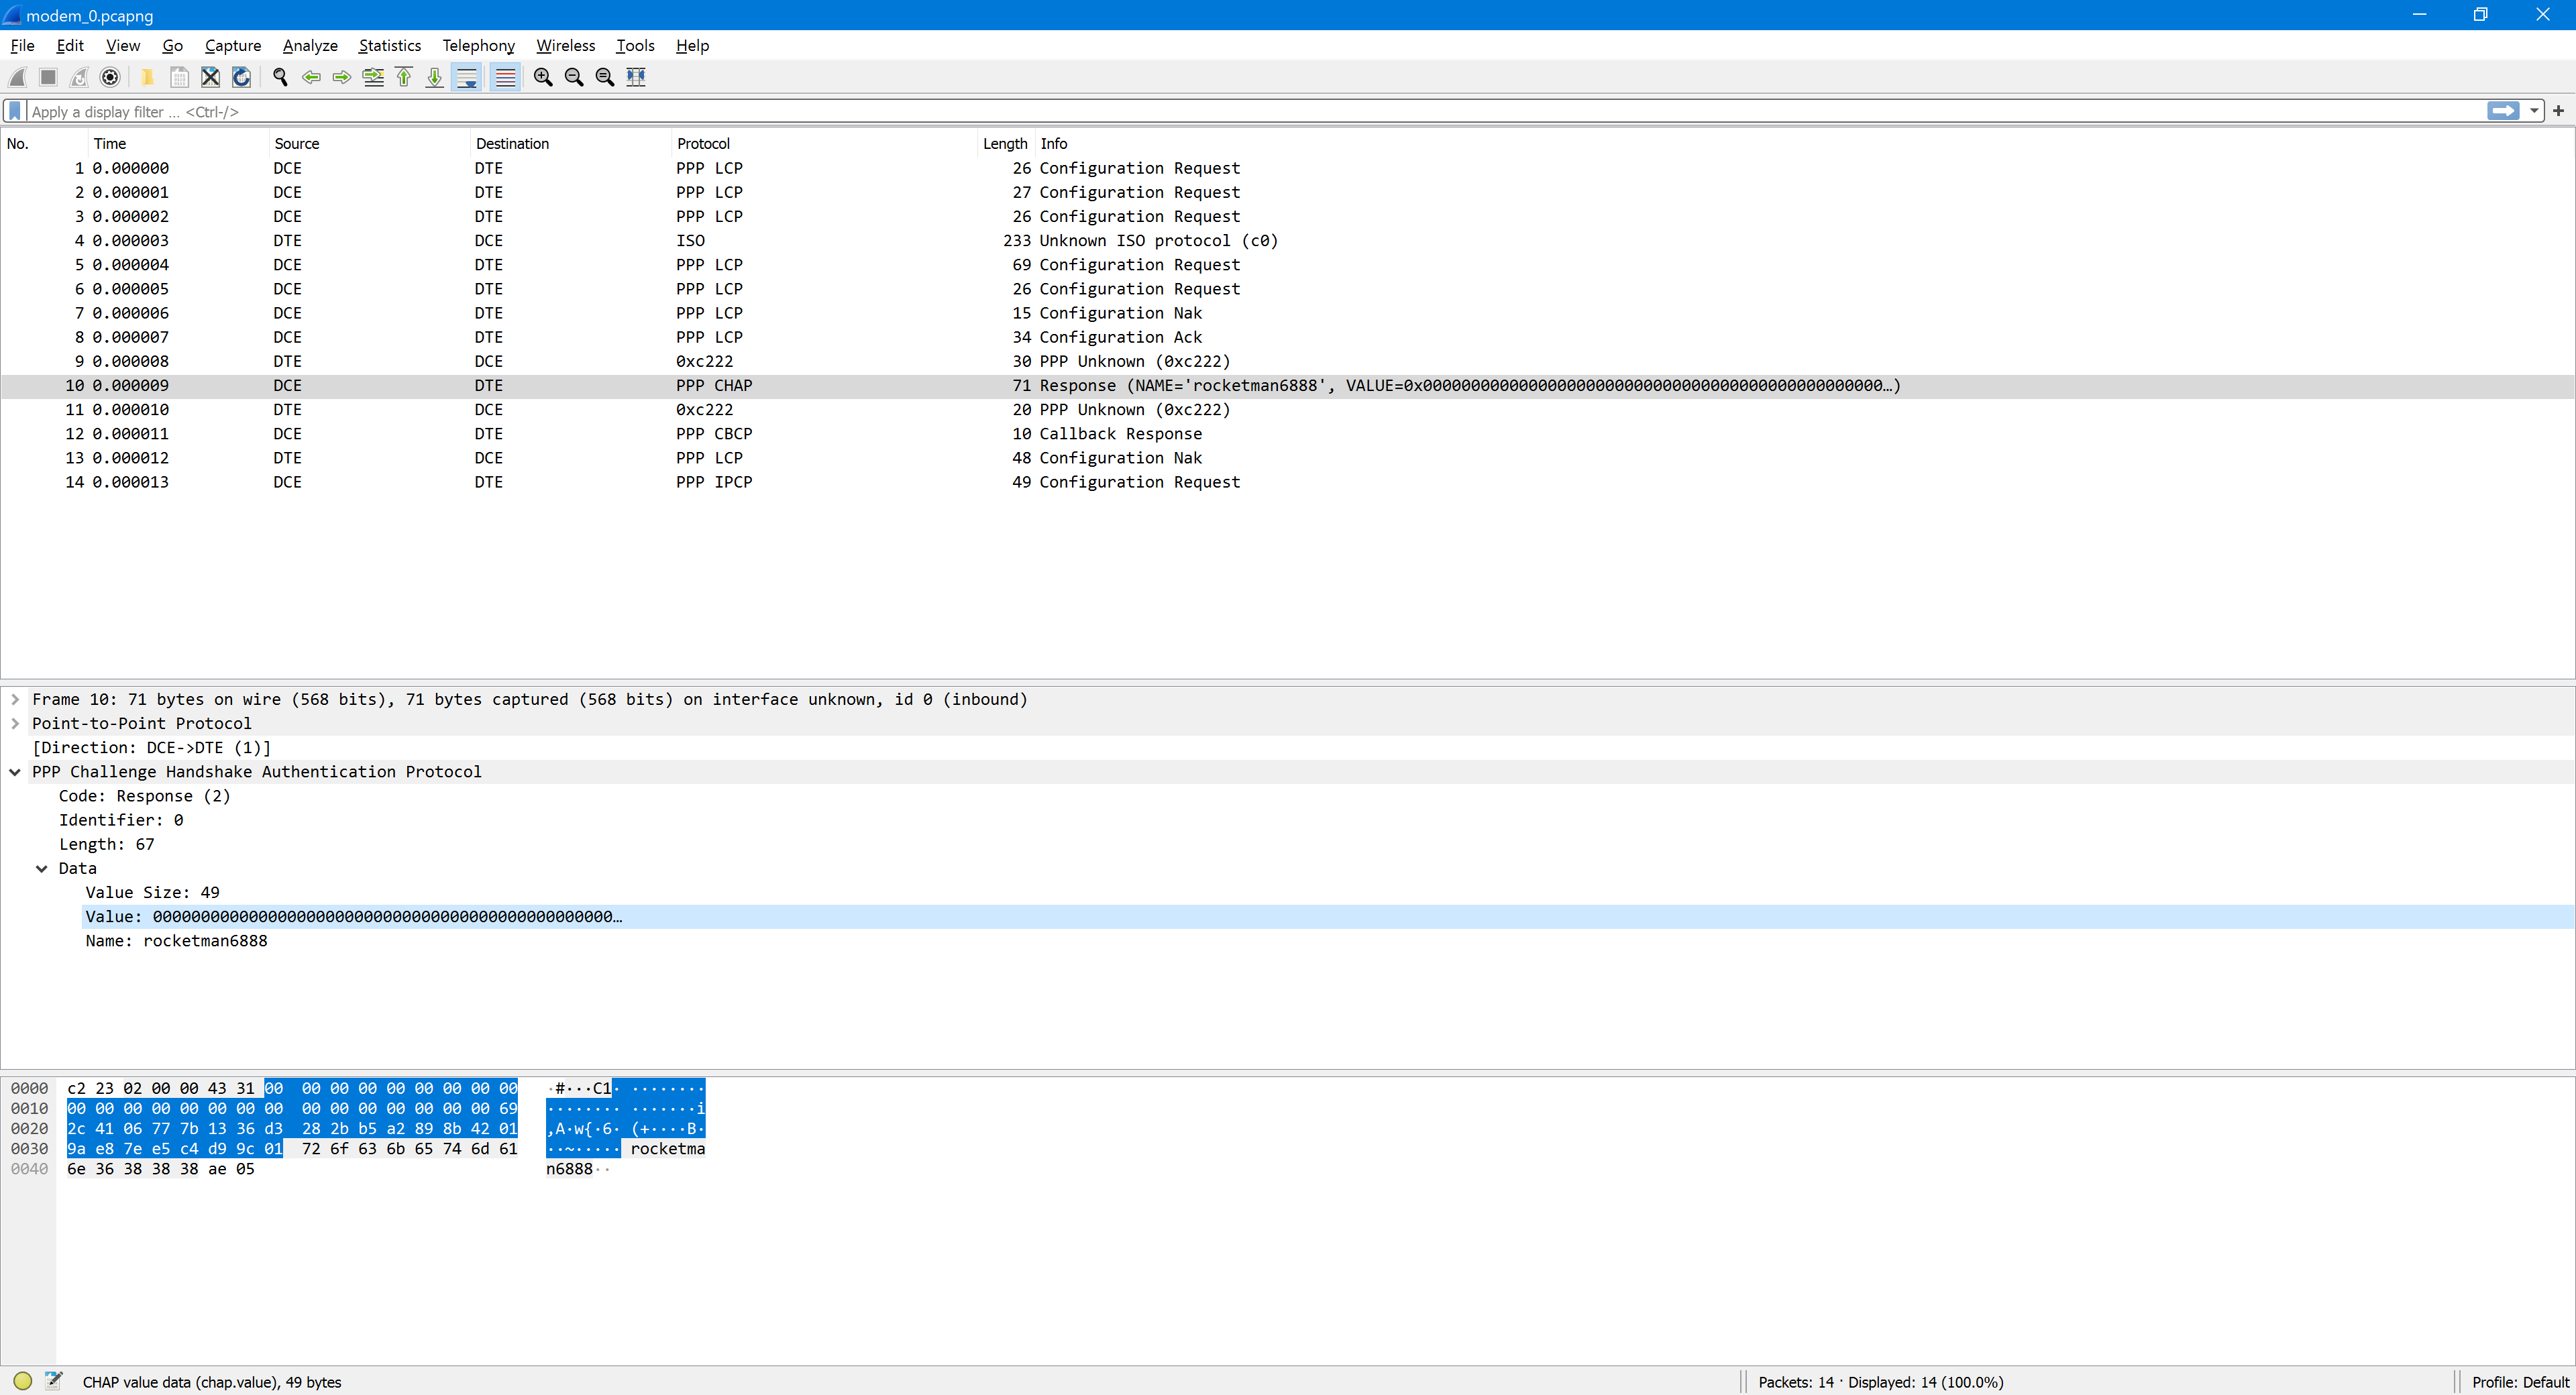 modem_0.pcapng
File Edit View Go Capture Analyze Statistics Telephony Wireless Tools Help
Apply a display filter … <Ctrl-/>
No. Time Source Destination Protocol Length Info
1 0.000000 DCE DTE PPP LCP 26 Configuration Request
2 0.000001 DCE DTE PPP LCP 27 Configuration Request
3 0.000002 DCE DTE PPP LCP 26 Configuration Request
4 0.000003 DTE DCE ISO 233 Unknown ISO protocol (c0)
5 0.000004 DCE DTE PPP LCP 69 Configuration Request
6 0.000005 DCE DTE PPP LCP 26 Configuration Request
7 0.000006 DCE DTE PPP LCP 15 Configuration Nak
8 0.000007 DCE DTE PPP LCP 34 Configuration Ack
9 0.000008 DTE DCE 0xc222 30 PPP Unknown (0xc222)
10 0.000009 DCE DTE PPP CHAP 71 Response (NAME='rocketman6888', VALUE=0x000000000000000000000000000000000000000000000000…)
11 0.000010 DTE DCE 0xc222 20 PPP Unknown (0xc222)
12 0.000011 DCE DTE PPP CBCP 10 Callback Response
13 0.000012 DTE DCE PPP LCP 48 Configuration Nak
14 0.000013 DCE DTE PPP IPCP 49 Configuration Request
Frame 10: 71 bytes on wire (568 bits), 71 bytes captured (568 bits) on interface unknown, id 0 (inbound)
Point-to-Point Protocol
[Direction: DCE->DTE (1)]
PPP Challenge Handshake Authentication Protocol
Code: Response (2)
Identifier: 0
Length: 67
Data
Value Size: 49
Value: 000000000000000000000000000000000000000000000000…
Name: rocketman6888
0000 c2 23 02 00 00 43 31 00 00 00 00 00 00 00 00 00 ·#···C1· ········
0010 00 00 00 00 00 00 00 00 00 00 00 00 00 00 00 69 ········ ·······i
0020 2c 41 06 77 7b 13 36 d3 28 2b b5 a2 89 8b 42 01 ,A·w{·6· (+····B·
0030 9a e8 7e e5 c4 d9 9c 01 72 6f 63 6b 65 74 6d 61 ··~····· rocketma
0040 6e 36 38 38 38 ae 05 n6888··
CHAP value data (chap.value), 49 bytes
Packets: 14 · Displayed: 14 (100.0%)
Profile: Default